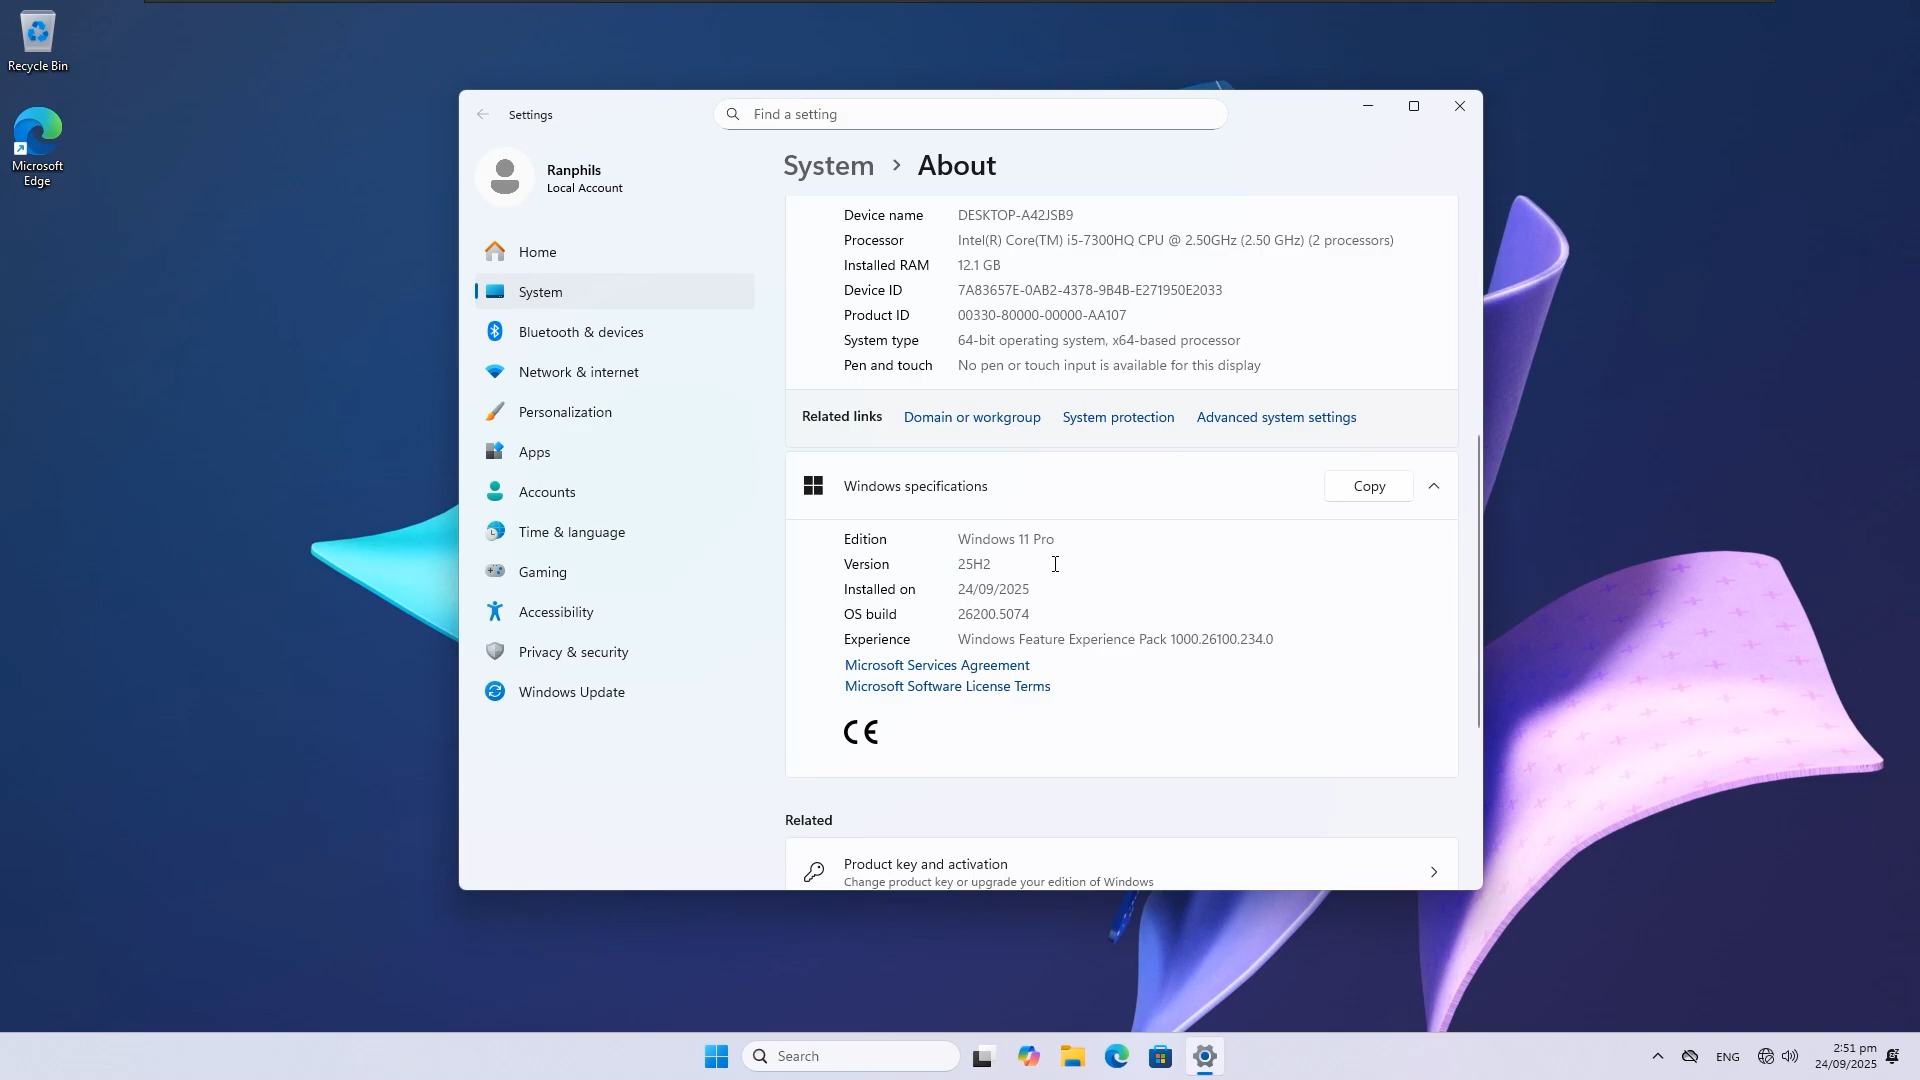 Recycle Bin
Microsoft
Edge
Settings
Find a setting
Ranphils
Local Account
Home
System
Bluetooth & devices
Network & internet
Personalization
Apps
Accounts
Time & language
Gaming
Accessibility
Privacy & security
Windows Update
System > About
Device name DESKTOP-A42JSB9
Processor Intel(R) Core(TM) i5-7300HQ CPU @ 2.50GHz (2.50 GHz) (2 processors)
Installed RAM 12.1 GB
Device ID 7A83657E-0AB2-4378-9B4B-E271950E2033
Product ID 00330-80000-00000-AA107
System type 64-bit operating system, x64-based processor
Pen and touch No pen or touch input is available for this display
Related links Domain or workgroup System protection Advanced system settings
Windows specifications Copy
Edition Windows 11 Pro
Version 25H2
Installed on 24/09/2025
OS build 26200.5074
Experience Windows Feature Experience Pack 1000.26100.234.0
Microsoft Services Agreement
Microsoft Software License Terms
CE
Related
Product key and activation
Change product key or upgrade your edition of Windows
Search
ENG
2:51 pm
24/09/2025